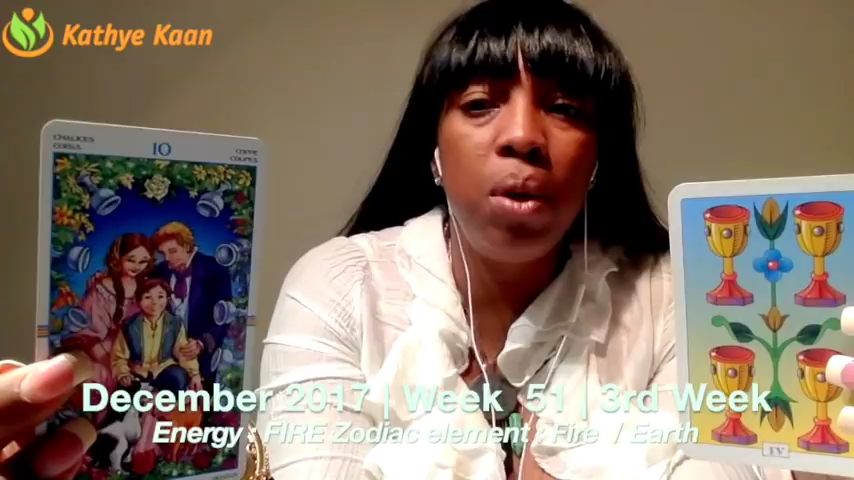 Kathye Kaan
CHALICES 10 COPPE
COPAS COUPES
December 2017 | Week 51 | 3rd Week
Energy : FIRE Zodiac element : Fire / Earth
IV